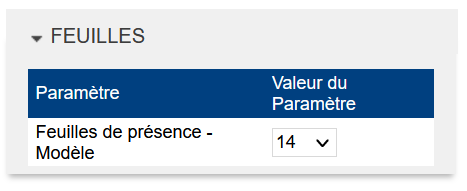 FEUILLES
Paramètre
Valeur du
Paramètre
Feuilles de présence -
Modèle
14